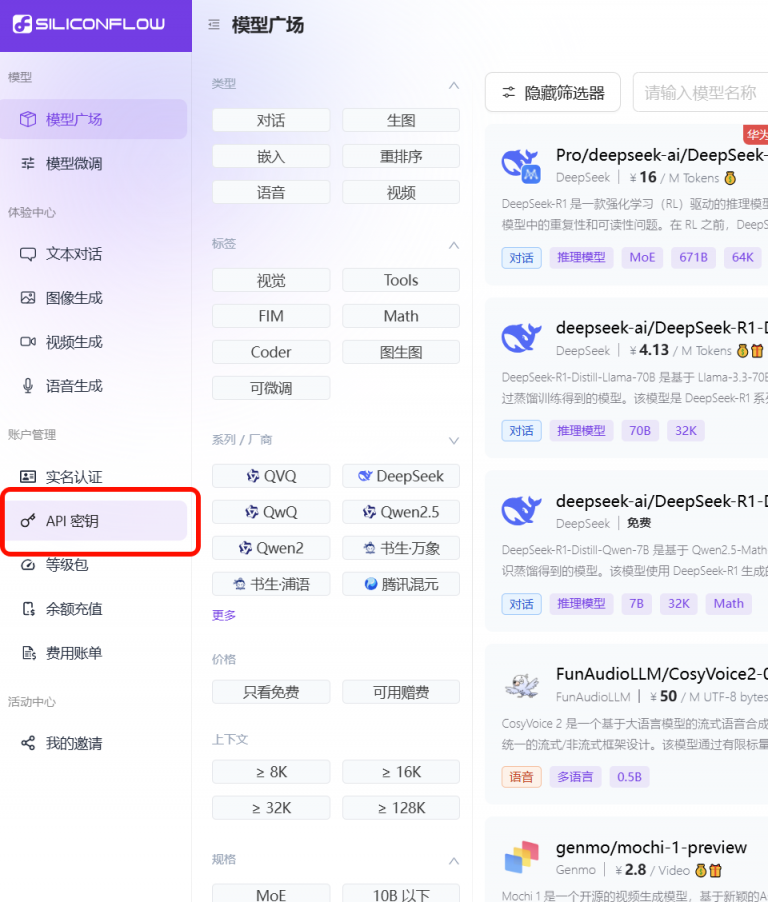 SILICONFLOW
模型
模型广场
模型微调
体验中心
文本对话
图像生成
视频生成
语音生成
账户管理
实名认证
API 密钥
等级包
余额充值
费用账单
活动中心
我的邀请
模型广场
类型
对话
生图
嵌入
重排序
语音
视频
标签
视觉
Tools
FIM
Math
Coder
图生图
可微调
系列 / 厂商
QVQ
DeepSeek
QwQ
Qwen2.5
Qwen2
书生·万象
书生·浦语
腾讯混元
更多
价格
只看免费
可用赠费
上下文
≥ 8K
≥ 16K
≥ 32K
≥ 128K
规格
MoE
10B 以下
隐藏筛选器
请输入模型名称
华为
Pro/deepseek-ai/DeepSeek-
DeepSeek | ¥ 16 / M Tokens
DeepSeek-R1 是一款强化学习（RL）驱动的推理模型
模型中的重复性和可读性问题。在 RL 之前，DeepS
对话 推理模型 MoE 671B 64K
deepseek-ai/DeepSeek-R1-D
DeepSeek | ¥ 4.13 / M Tokens
DeepSeek-R1-Distill-Llama-70B 是基于 Llama-3.3-70B
过蒸馏训练得到的模型。该模型是 DeepSeek-R1 系
对话 推理模型 70B 32K
deepseek-ai/DeepSeek-R1-D
DeepSeek | 免费
DeepSeek-R1-Distill-Qwen-7B 是基于 Qwen2.5-Math
识蒸馏得到的模型。该模型使用 DeepSeek-R1 生成的
对话 推理模型 7B 32K Math
FunAudioLLM/CosyVoice2-0
FunAudioLLM | ¥ 50 / M UTF-8 bytes
CosyVoice 2 是一个基于大语言模型的流式语音合成
统一的流式/非流式框架设计。该模型通过有限标量
语音 多语言 0.5B
genmo/mochi-1-preview
Genmo | ¥ 2.8 / Video
Mochi 1 是一个开源的视频生成模型，基于新颖的A